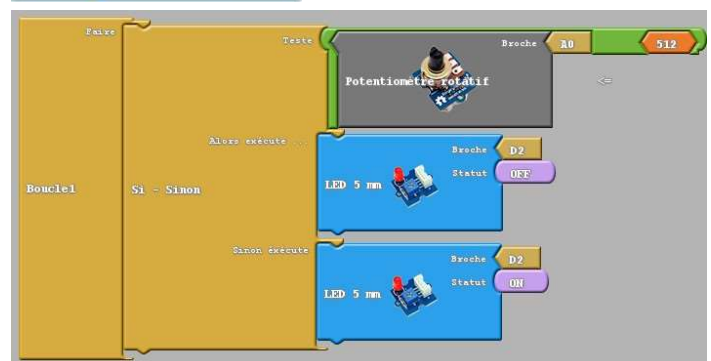 Faire
Teste
Broche
A0
512
Potentiomètre rotatif
<=
Alors exécute ...
Broche
D2
Boucle1
Si - Sinon
LED 5 mm
Statut
OFF
Sinon éxécute
Broche
D2
LED 5 mm
Statut
ON